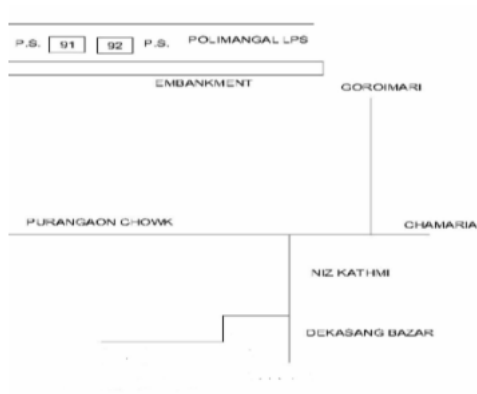 P.S. 91 92 P.S. POLIMANGAL LPS
EMBANKMENT
GOROIMARI
PURANGAON CHOWK
CHAMARIA
NIZ KATHMI
DEKASANG BAZAR